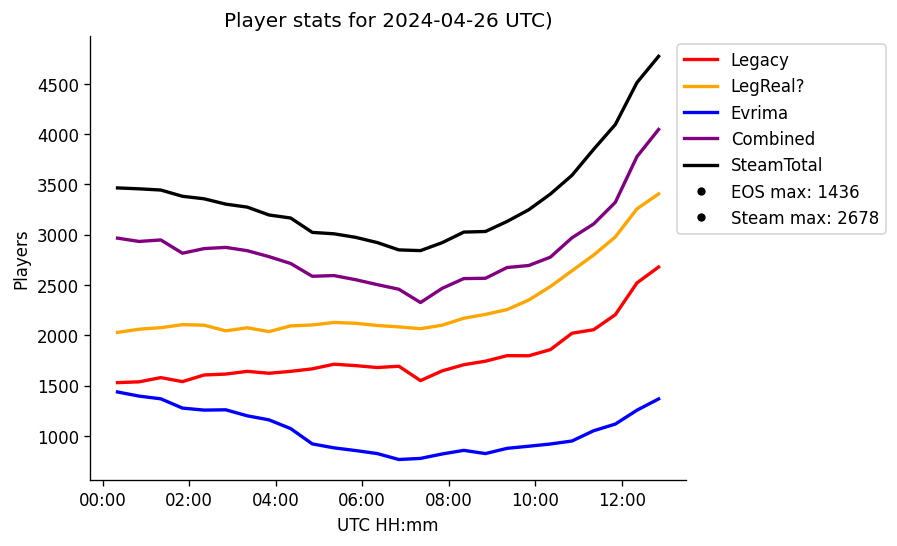 Player stats for 2024-04-26 UTC)
Legacy
LegReal?
Evrima
Combined
SteamTotal
EOS max: 1436
Steam max: 2678
Players
4500
4000
3500
3000
2500
2000
1500
1000
00:00 02:00 04:00 06:00 08:00 10:00 12:00
UTC HH:mm